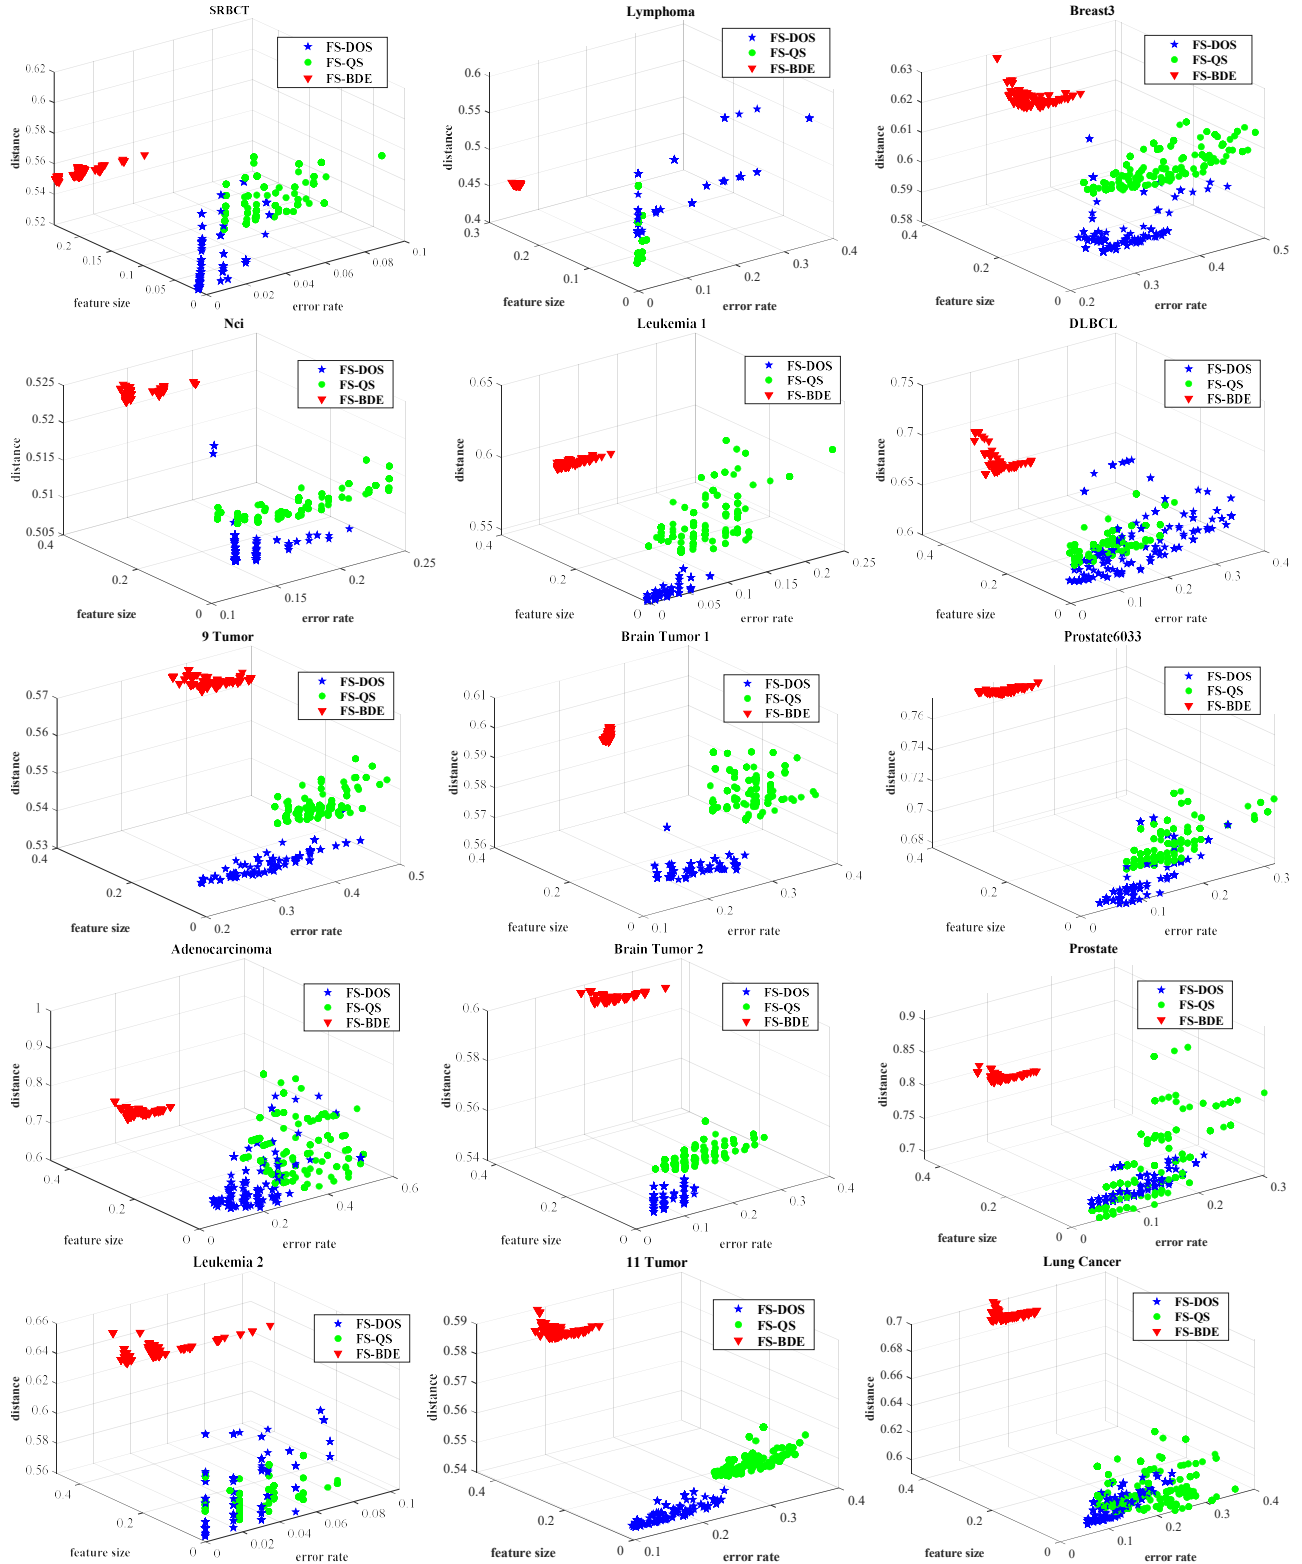 SRBCT
FS-DOS
FS-QS
FS-BDE
0.62
0.6
0.58
0.56
0.54
0.52
distance
0.2
0.15
0.1
0.05
0
feature size
0
0.02
0.04
0.06
0.08
0.1
error rate
Lymphoma
FS-DOS
FS-QS
FS-BDE
0.6
0.55
0.5
0.45
0.4
distance
0.3
0.2
0.1
0
feature size
0
0.1
0.2
0.3
0.4
error rate
Breast3
FS-DOS
FS-QS
FS-BDE
0.63
0.62
0.61
0.6
0.59
0.58
distance
0.4
0.2
0
feature size
0.2
0.3
0.4
0.5
error rate
Nci
FS-DOS
FS-QS
FS-BDE
0.525
0.52
0.515
0.51
0.505
distance
0.4
0.2
0
feature size
0.1
0.15
0.2
0.25
error rate
Leukemia 1
FS-DOS
FS-QS
FS-BDE
0.65
0.6
0.55
distance
0.4
0.2
0
feature size
0
0.05
0.1
0.15
0.2
0.25
error rate
DLBCL
FS-DOS
FS-QS
FS-BDE
0.75
0.7
0.65
0.6
distance
0.4
0.2
0
feature size
0
0.1
0.2
0.3
0.4
error rate
9 Tumor
FS-DOS
FS-QS
FS-BDE
0.57
0.56
0.55
0.54
0.53
distance
0.4
0.2
0
feature size
0.2
0.3
0.4
0.5
error rate
Brain Tumor 1
FS-DOS
FS-QS
FS-BDE
0.61
0.6
0.59
0.58
0.57
0.56
distance
0.4
0.2
0
feature size
0.1
0.2
0.3
0.4
error rate
Prostate6033
FS-DOS
FS-QS
FS-BDE
0.76
0.74
0.72
0.7
0.68
distance
0.4
0.2
0
feature size
0
0.1
0.2
0.3
error rate
Adenocarcinoma
FS-DOS
FS-QS
FS-BDE
1
0.9
0.8
0.7
0.6
distance
0.4
0.2
0
feature size
0
0.2
0.4
0.6
error rate
Brain Tumor 2
FS-DOS
FS-QS
FS-BDE
0.6
0.58
0.56
0.54
distance
0.4
0.2
0
feature size
0
0.1
0.2
0.3
0.4
error rate
Prostate
FS-DOS
FS-QS
FS-BDE
0.9
0.85
0.8
0.75
0.7
distance
0.4
0.2
0
feature size
0
0.1
0.2
0.3
error rate
Leukemia 2
FS-DOS
FS-QS
FS-BDE
0.66
0.64
0.62
0.6
0.58
0.56
distance
0.4
0.2
0
feature size
0
0.02
0.04
0.06
0.08
0.1
error rate
11 Tumor
FS-DOS
FS-QS
FS-BDE
0.59
0.58
0.57
0.56
0.55
0.54
distance
0.4
0.2
0
feature size
0
0.1
0.2
0.3
0.4
error rate
Lung Cancer
FS-DOS
FS-QS
FS-BDE
0.7
0.68
0.66
0.64
0.62
0.6
distance
0.4
0.2
0
feature size
0
0.1
0.2
0.3
0.4
error rate